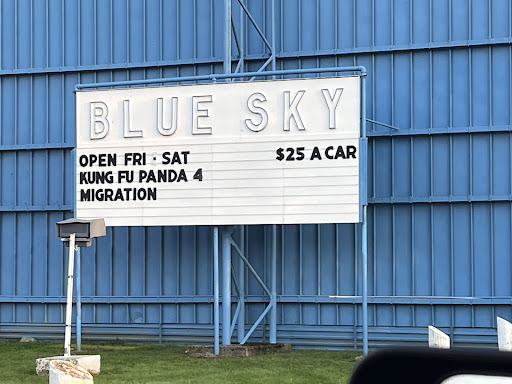 BLUE SKY
OPEN FRI - SAT $25 A CAR
KUNG FU PANDA 4
MIGRATION